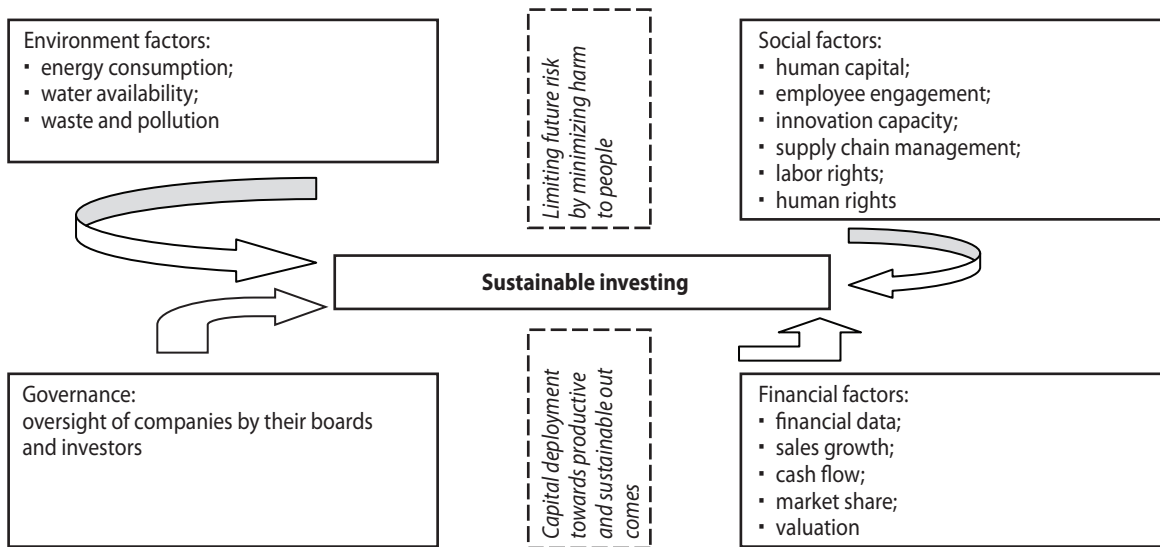 Environment factors:
▪ energy consumption;
▪ water availability;
▪ waste and pollution
Limiting future risk
by minimizing harm
to people
Social factors:
▪ human capital;
▪ employee engagement;
▪ innovation capacity;
▪ supply chain management;
▪ labor rights;
▪ human rights
Sustainable investing
Governance:
oversight of companies by their boards
and investors
Capital deployment
towards productive
and sustainable out
comes
Financial factors:
▪ financial data;
▪ sales growth;
▪ cash flow;
▪ market share;
▪ valuation